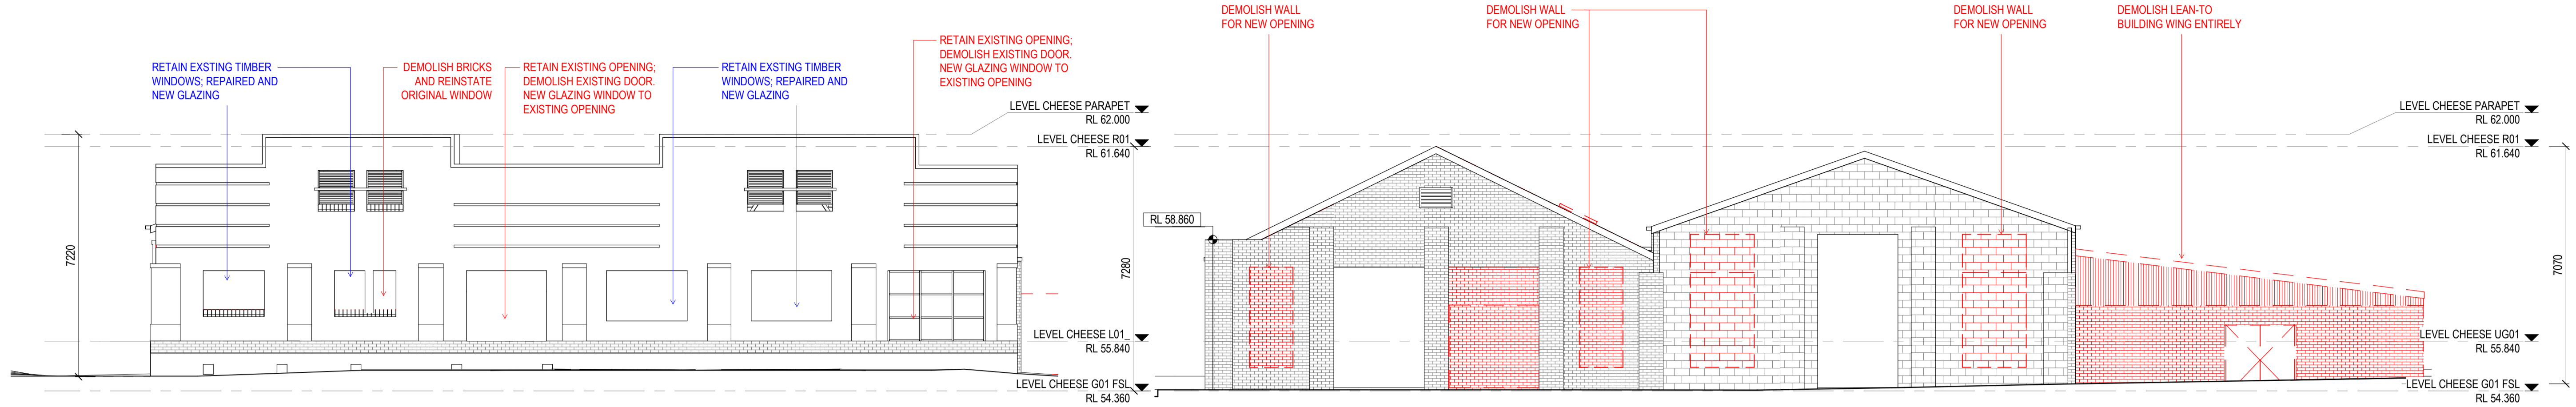 RETAIN EXSTING TIMBER
WINDOWS; REPAIRED AND
NEW GLAZING
DEMOLISH BRICKS
AND REINSTATE
ORIGINAL WINDOW
RETAIN EXISTING OPENING;
DEMOLISH EXISTING DOOR.
NEW GLAZING WINDOW TO
EXISTING OPENING
RETAIN EXSTING TIMBER
WINDOWS; REPAIRED AND
NEW GLAZING
RETAIN EXISTING OPENING;
DEMOLISH EXISTING DOOR.
NEW GLAZING WINDOW TO
EXISTING OPENING
LEVEL CHEESE PARAPET
RL 62.000
LEVEL CHEESE R01
RL 61.640
7220
LEVEL CHEESE L01
RL 55.840
LEVEL CHEESE G01 FSL
RL 54.360
7280
RL 58.860
DEMOLISH WALL
FOR NEW OPENING
DEMOLISH WALL
FOR NEW OPENING
DEMOLISH WALL
FOR NEW OPENING
DEMOLISH LEAN-TO
BUILDING WING ENTIRELY
LEVEL CHEESE PARAPET
RL 62.000
LEVEL CHEESE R01
RL 61.640
7070
LEVEL CHEESE UG01
RL 55.840
LEVEL CHEESE G01 FSL
RL 54.360